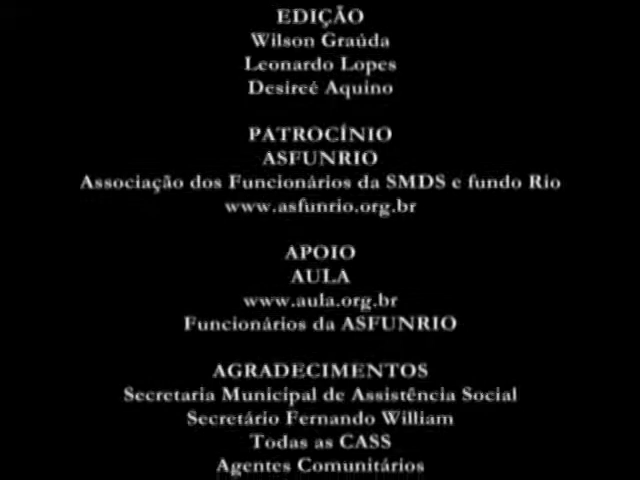 EDIÇÃO
Wilson Graúda
Leonardo Lopes
Desireé Aquino
PATROCÍNIO
ASFUNRIO
Associação dos Funcionários da SMDS e fundo Rio
www.asfunrio.org.br
APOIO
AULA
www.aula.org.br
Funcionários da ASFUNRIO
AGRADECIMENTOS
Secretaria Municipal de Assistência Social
Secretário Fernando William
Todas as CASS
Agentes Comunitários